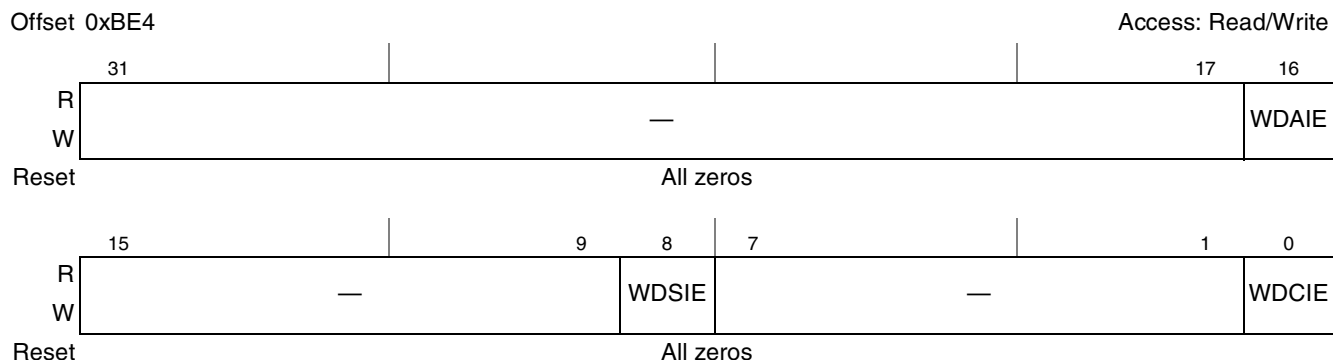 Offset 0xBE4 Access: Read/Write
31 17 16
R
— WDAIE
W
Reset All zeros
15 9 8 7 1 0
R
— WDSIE — WDCIE
W
Reset All zeros